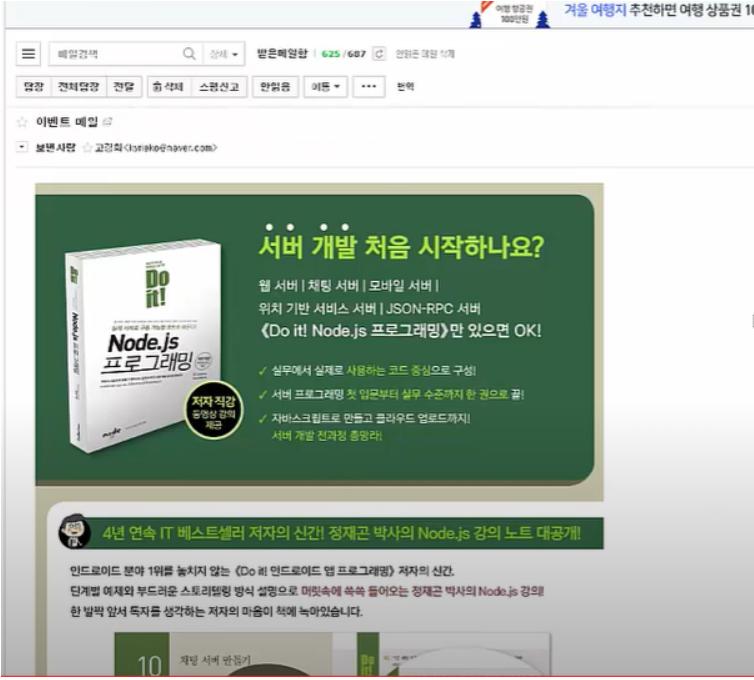 여행 항공권
100만원
겨울 여행지 추천하면 여행 상품권 10
메일검색
상세
받은메일함 625 /687
안읽은 메일 삭제
답장 전체답장 전달 삭제 스팸신고 안읽음 이동 ... 번역
이벤트 메일
보낸사람
서버 개발 처음 시작하나요?
웹 서버 | 채팅 서버 | 모바일 서버 |
위치 기반 서비스 서버 | JSON-RPC 서버
《Do it! Node.js 프로그래밍》만 있으면 OK!
✓ 실무에서 실제로 사용하는 코드 중심으로 구성!
✓ 서버 프로그래밍 첫 입문부터 실무 수준까지 한 권으로 끝!
✓ 자바스크립트로 만들고 클라우드 업로드까지!
서버 개발 전과정 총망라!
Do
it!
Do
it!
Node.js
프로그래밍
Node.js
프로그래밍
저자 직강
동영상 강의
제공
4년 연속 IT 베스트셀러 저자의 신간! 정재곤 박사의 Node.js 강의 노트 대공개!
안드로이드 분야 1위를 놓치지 않는 《Do it! 안드로이드 앱 프로그래밍》 저자의 신간.
단계별 예제와 부드러운 스토리텔링 방식 설명으로 머릿속에 쏙쏙 들어오는 정재곤 박사의 Node.js 강의!
한 발짝 앞서 독자를 생각하는 저자의 마음이 책에 녹아있습니다.
10 채팅 서버 만들기
Do
it!